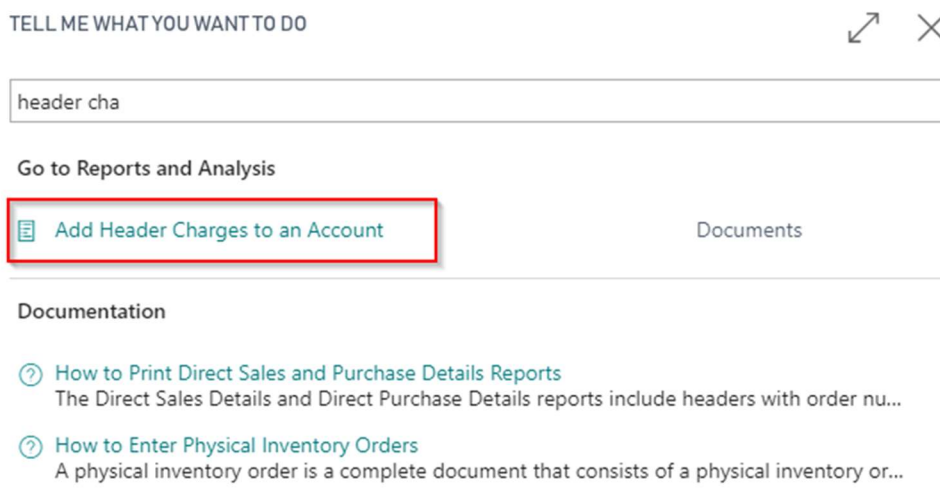 TELL ME WHAT YOU WANT TO DO
header cha
Go to Reports and Analysis
Add Header Charges to an Account Documents
Documentation
How to Print Direct Sales and Purchase Details Reports
The Direct Sales Details and Direct Purchase Details reports include headers with order nu...
How to Enter Physical Inventory Orders
A physical inventory order is a complete document that consists of a physical inventory or...